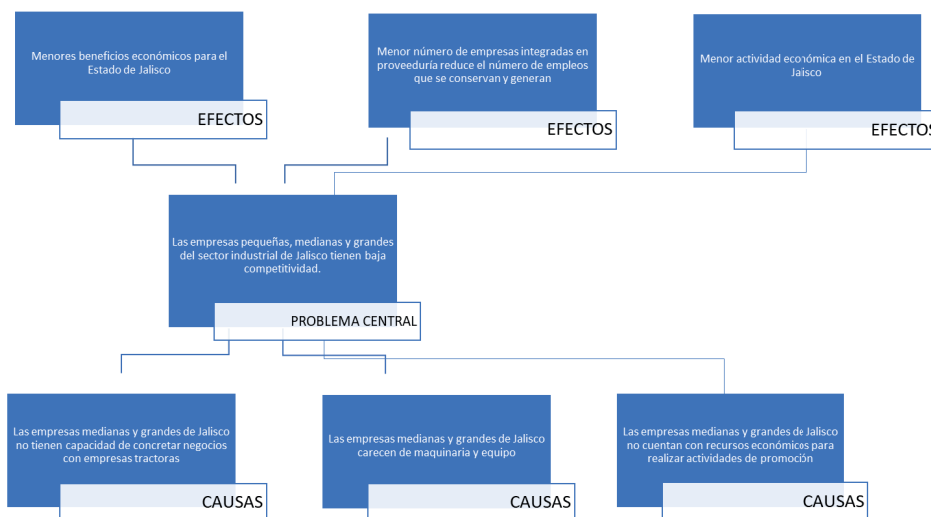 Menores beneficios económicos para el
Estado de Jalisco
EFECTOS
Menor número de empresas integradas en
proveeduría reduce el número de empleos
que se conservan y generan
EFECTOS
Menor actividad económica en el Estado de
Jalisco
EFECTOS
Las empresas pequeñas, medianas y grandes
del sector industrial de Jalisco tienen baja
competitividad.
PROBLEMA CENTRAL
Las empresas medianas y grandes de Jalisco
no tienen capacidad de concretar negocios
con empresas tractoras
CAUSAS
Las empresas medianas y grandes de Jalisco
carecen de maquinaria y equipo
CAUSAS
Las empresas medianas y grandes de Jalisco
no cuentan con recursos económicos para
realizar actividades de promoción
CAUSAS